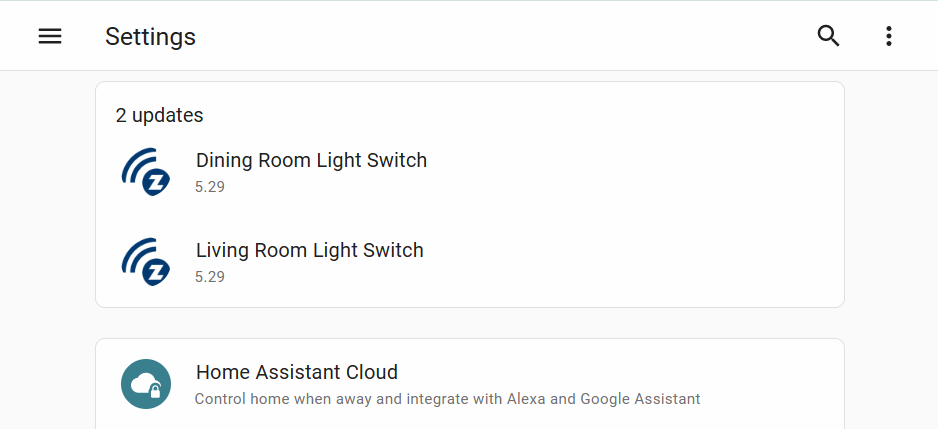 Settings
2 updates
Dining Room Light Switch
5.29
Living Room Light Switch
5.29
Home Assistant Cloud
Control home when away and integrate with Alexa and Google Assistant